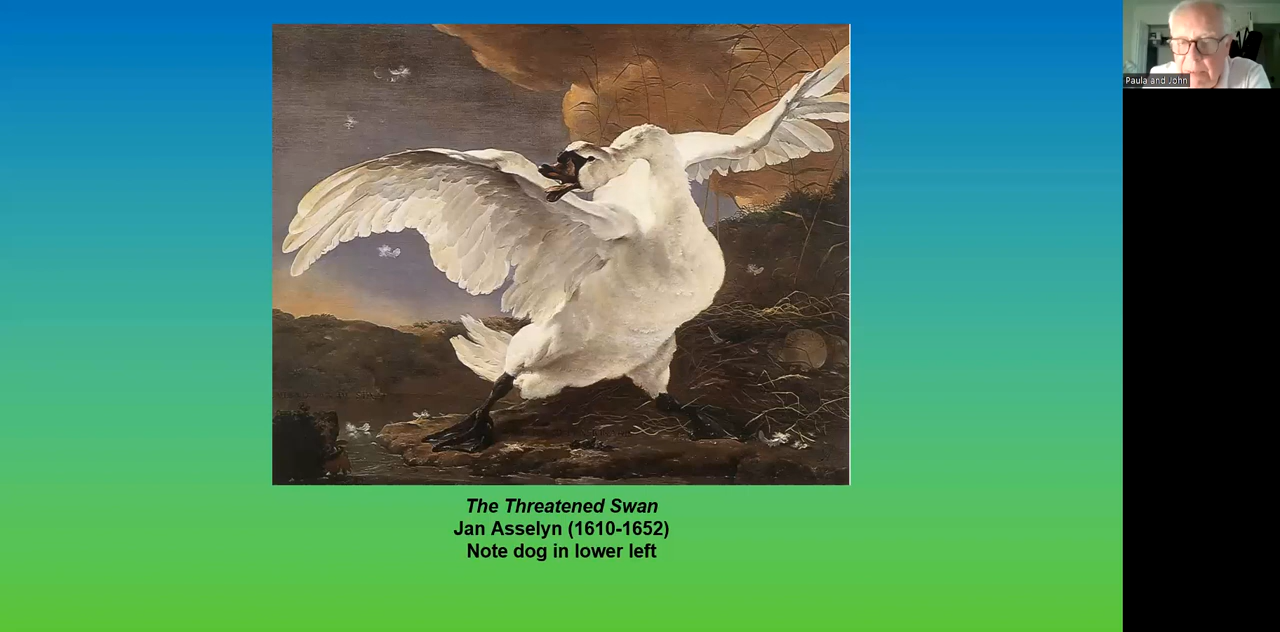 Paula and John
The Threatened Swan
Jan Asselyn (1610-1652)
Note dog in lower left